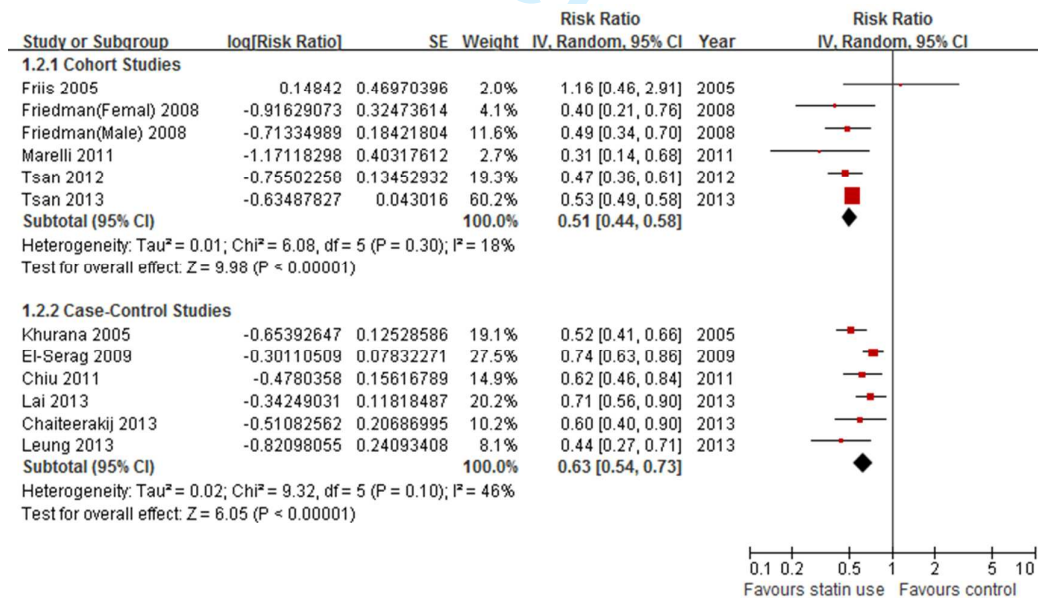 Risk Ratio Risk Ratio
Study or Subgroup log[Risk Ratio] SE Weight IV, Random, 95% CI Year IV, Random, 95% CI
1.2.1 Cohort Studies
Friis 2005 0.14842 0.46970396 2.0% 1.16 [0.46, 2.91] 2005
Friedman(Femal) 2008 -0.91629073 0.32473614 4.1% 0.40 [0.21, 0.76] 2008
Friedman(Male) 2008 -0.71334989 0.18421804 11.6% 0.49 [0.34, 0.70] 2008
Marelli 2011 -1.17118298 0.40317612 2.7% 0.31 [0.14, 0.68] 2011
Tsan 2012 -0.75502258 0.13452932 19.3% 0.47 [0.36, 0.61] 2012
Tsan 2013 -0.63487827 0.043016 60.2% 0.53 [0.49, 0.58] 2013
Subtotal (95% CI) 100.0% 0.51 [0.44, 0.58]
Heterogeneity: Tau² = 0.01; Chi² = 6.08, df = 5 (P = 0.30); I² = 18%
Test for overall effect: Z = 9.98 (P < 0.00001)
1.2.2 Case-Control Studies
Khurana 2005 -0.65392647 0.12528586 19.1% 0.52 [0.41, 0.66] 2005
El-Serag 2009 -0.30110509 0.07832271 27.5% 0.74 [0.63, 0.86] 2009
Chiu 2011 -0.4780358 0.15616789 14.9% 0.62 [0.46, 0.84] 2011
Lai 2013 -0.34249031 0.11818487 20.2% 0.71 [0.56, 0.90] 2013
Chaiteerakij 2013 -0.51082562 0.20686995 10.2% 0.60 [0.40, 0.90] 2013
Leung 2013 -0.82098055 0.24093408 8.1% 0.44 [0.27, 0.71] 2013
Subtotal (95% CI) 100.0% 0.63 [0.54, 0.73]
Heterogeneity: Tau² = 0.02; Chi² = 9.32, df = 5 (P = 0.10); I² = 46%
Test for overall effect: Z = 6.05 (P < 0.00001)
0.1 0.2 0.5 1 2 5 10
Favours statin use Favours control